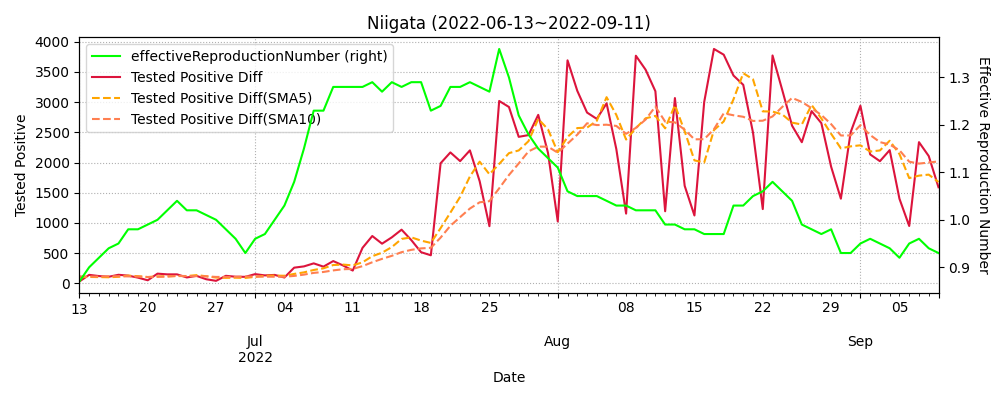 Niigata (2022-06-13~2022-09-11)
effectiveReproductionNumber (right)
Tested Positive Diff
Tested Positive Diff(SMA5)
Tested Positive Diff(SMA10)
Tested Positive
4000
3500
3000
2500
2000
1500
1000
500
0
Effective Reproduction Number
1.3
1.2
1.1
1.0
0.9
13 20 27 04 11 18 25 08 15 22 29 05
Jul Aug Sep
2022
Date